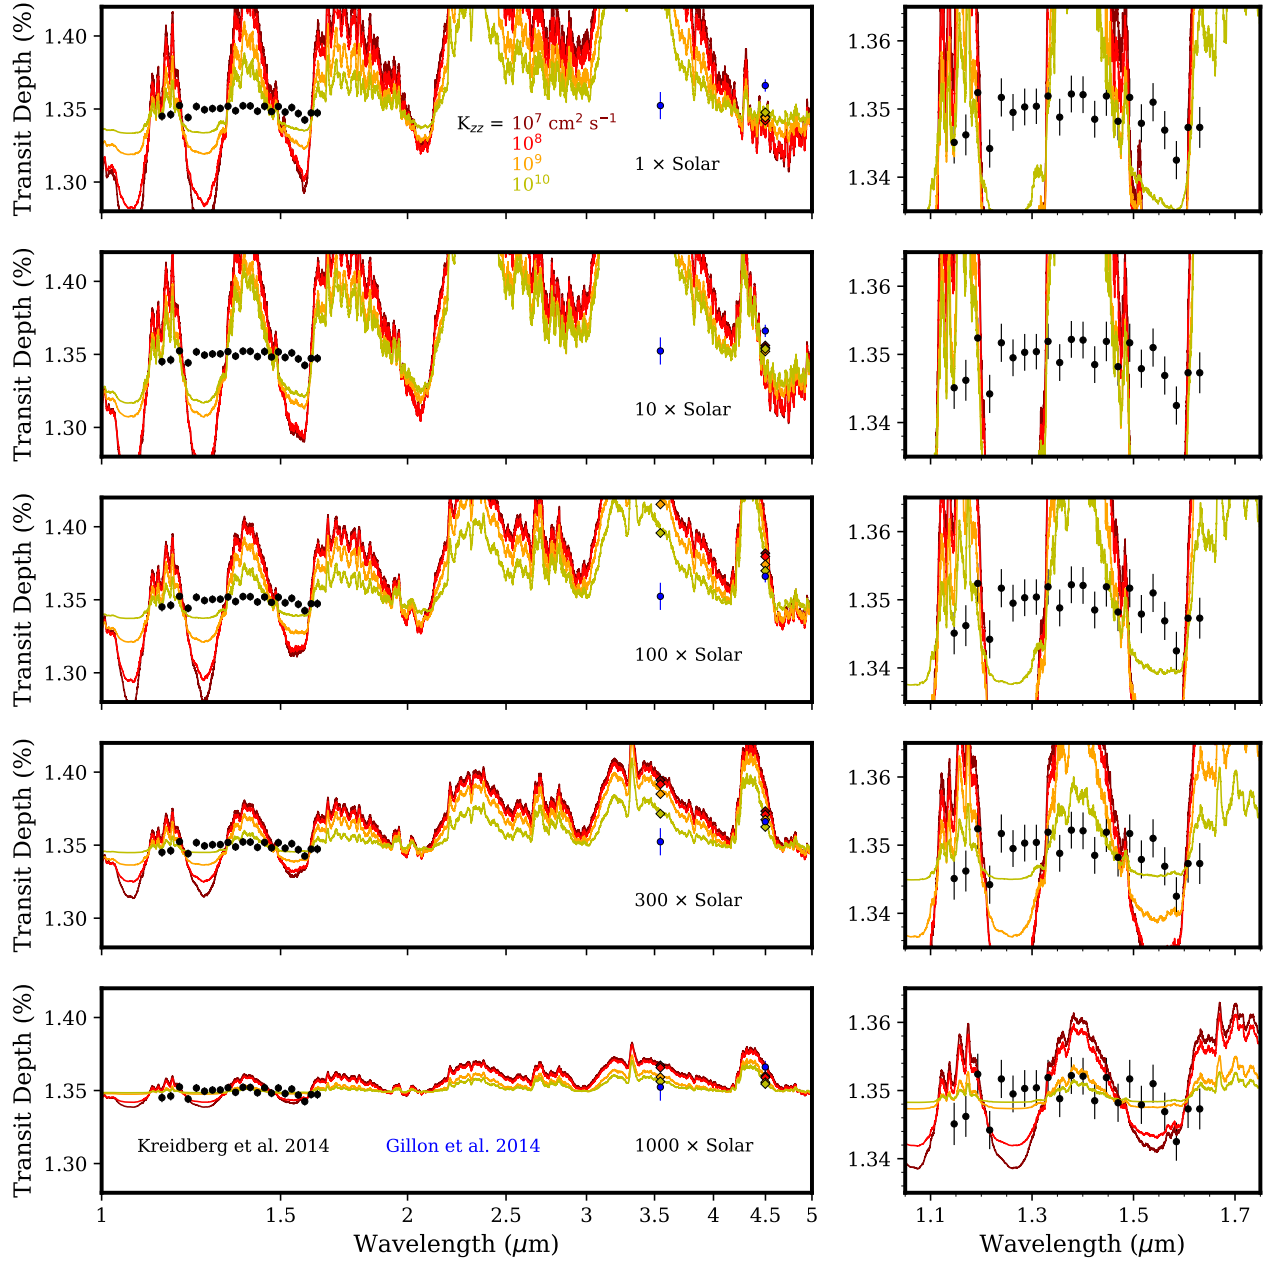 Transit Depth (%)
1.40
1.35
1.30
K_zz = 10^7 cm^2 s^−1
10^8
10^9
10^10
1 × Solar
1.36
1.35
1.34
Transit Depth (%)
1.40
1.35
1.30
10 × Solar
1.36
1.35
1.34
Transit Depth (%)
1.40
1.35
1.30
100 × Solar
1.36
1.35
1.34
Transit Depth (%)
1.40
1.35
1.30
300 × Solar
1.36
1.35
1.34
Transit Depth (%)
1.40
1.35
1.30
Kreidberg et al. 2014 Gillon et al. 2014 1000 × Solar
1.36
1.35
1.34
1 1.5 2 2.5 3 3.5 4 4.5 5
1.1 1.3 1.5 1.7
Wavelength (μm)
Wavelength (μm)